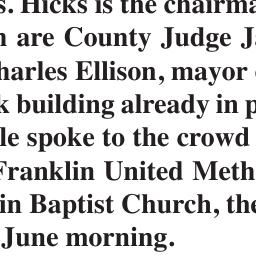 s. Hicks is the chairma
n are County Judge Ja
harles Ellison, mayor
k building already in p
le spoke to the crowd
Franklin United Meth
in Baptist Church, the
June morning.